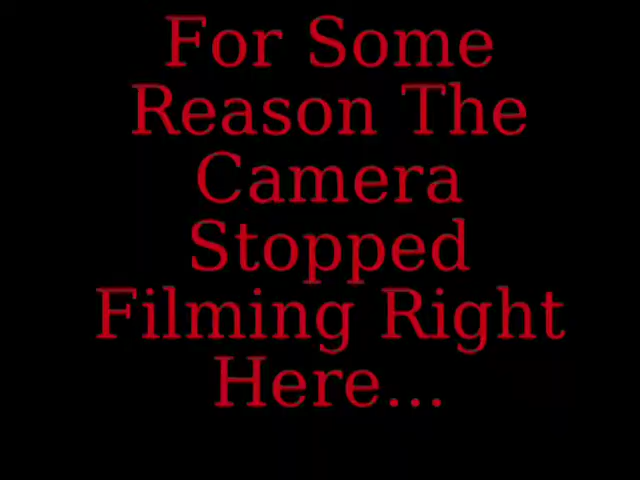 For Some
Reason The
Camera
Stopped
Filming Right
Here...